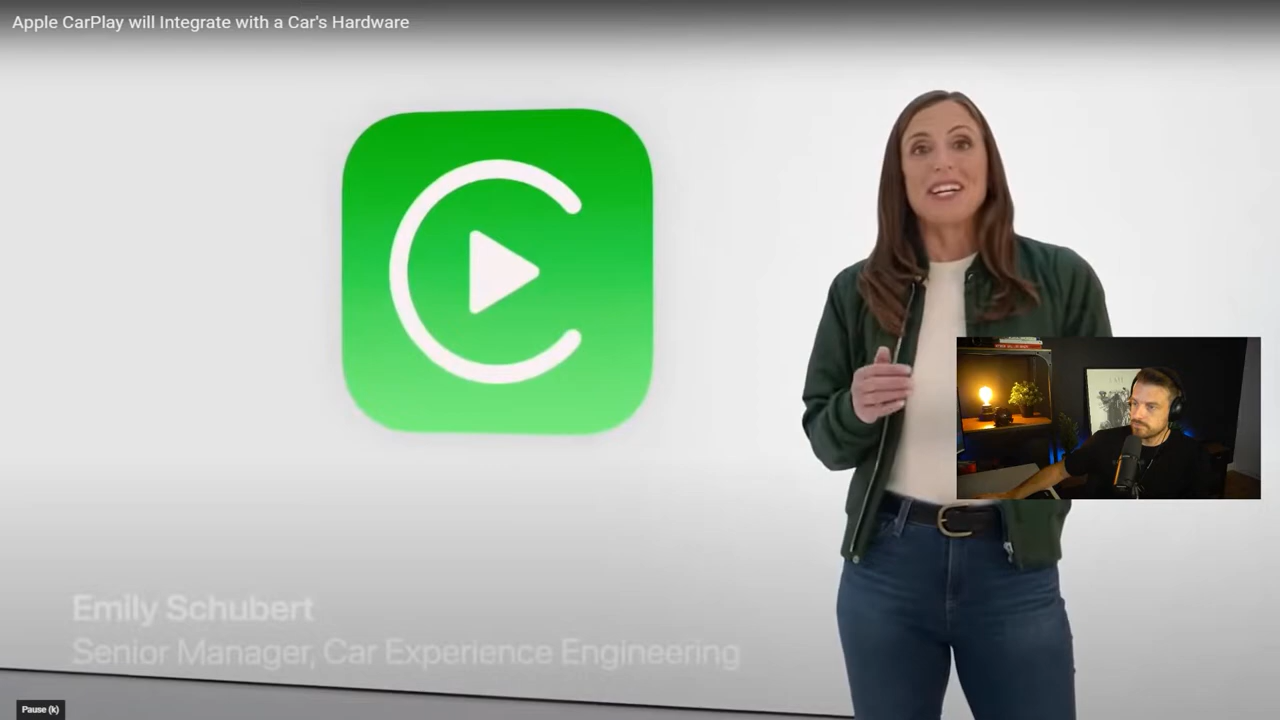 Apple CarPlay will Integrate with a Car's Hardware
Emily Schubert
Senior Manager, Car Experience Engineering
Pause (k)